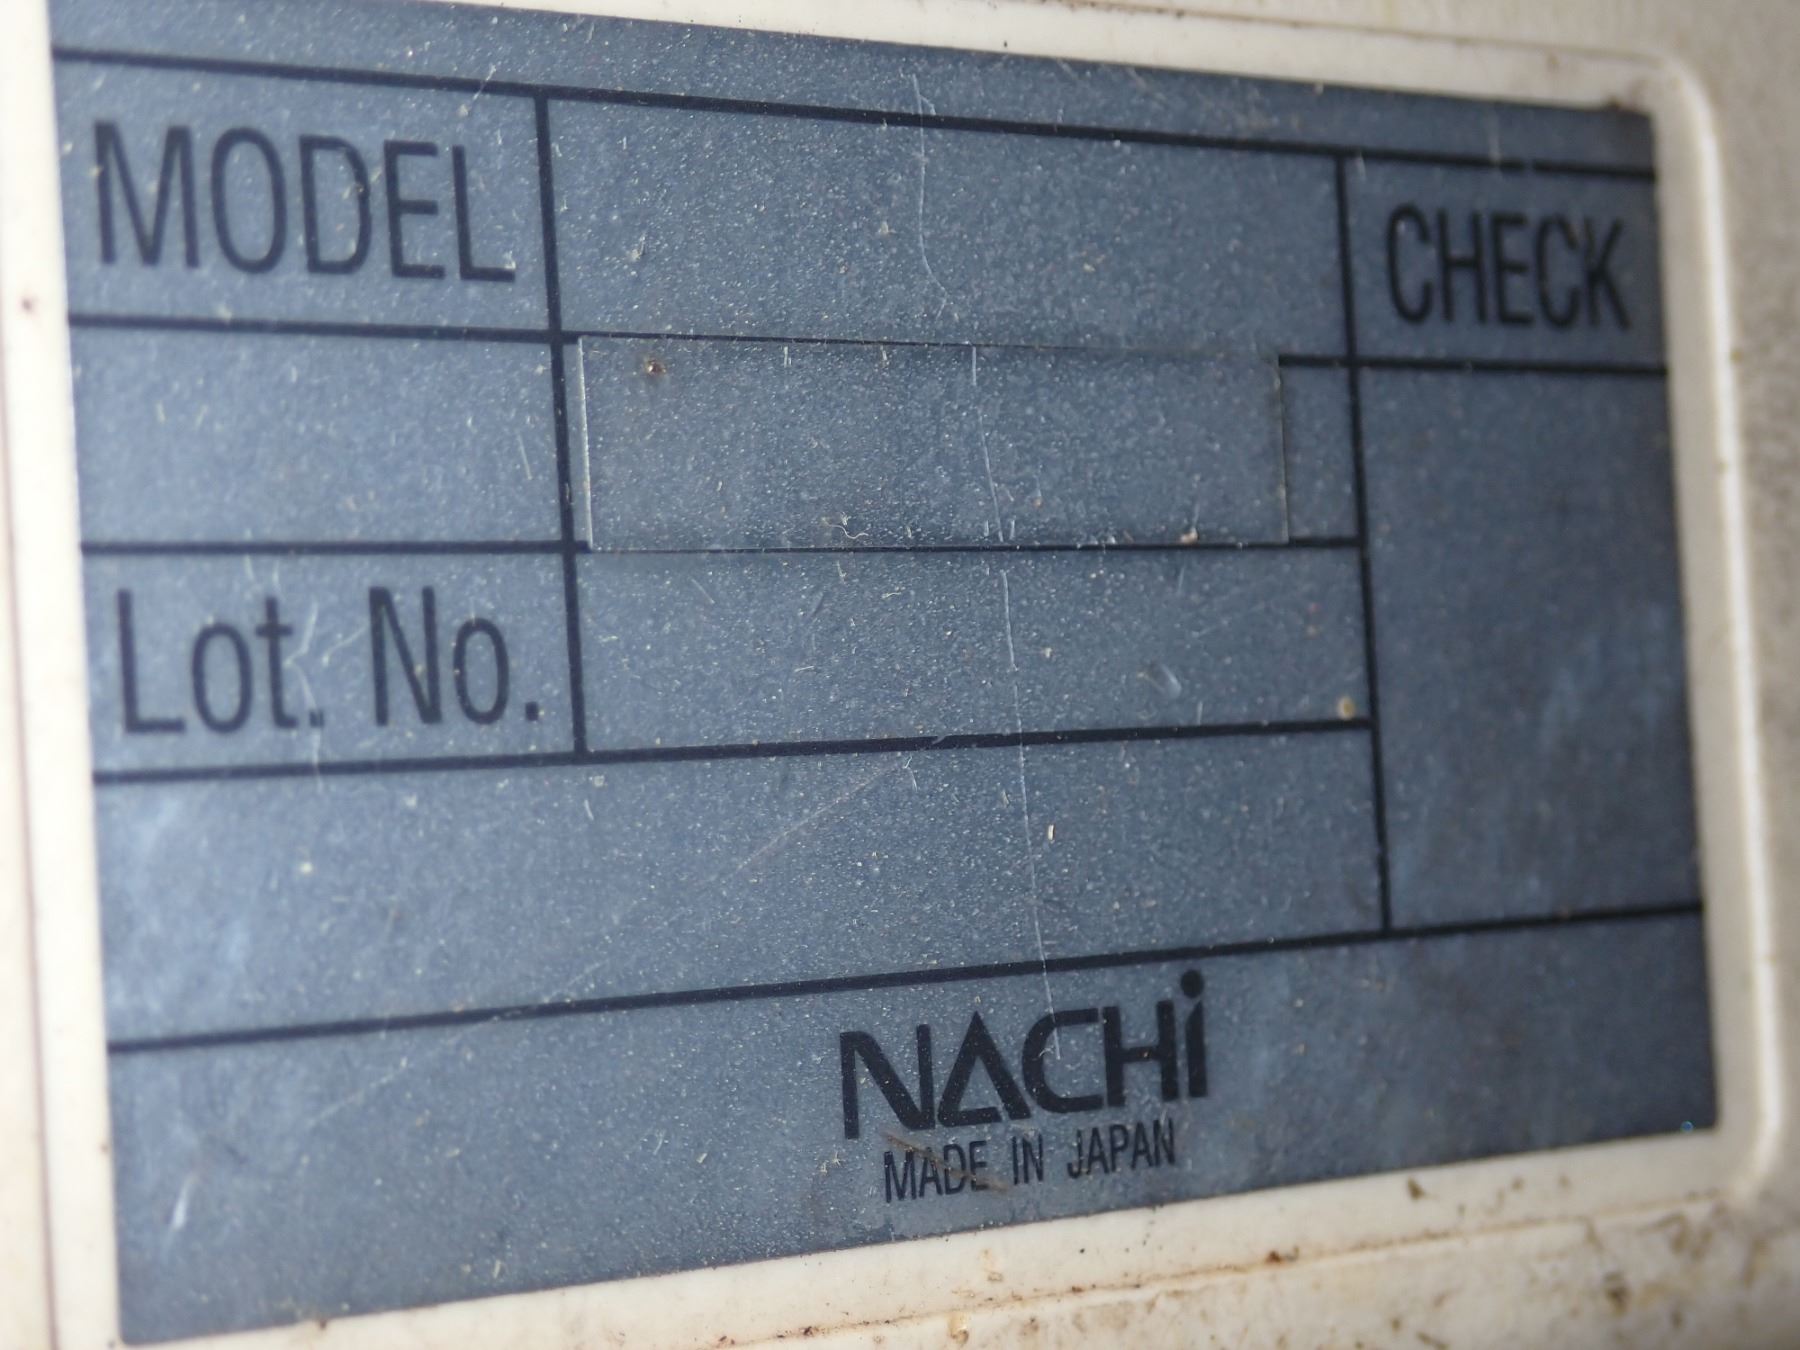 MODEL
CHECK
Lot. No.
NACHi
MADE IN JAPAN